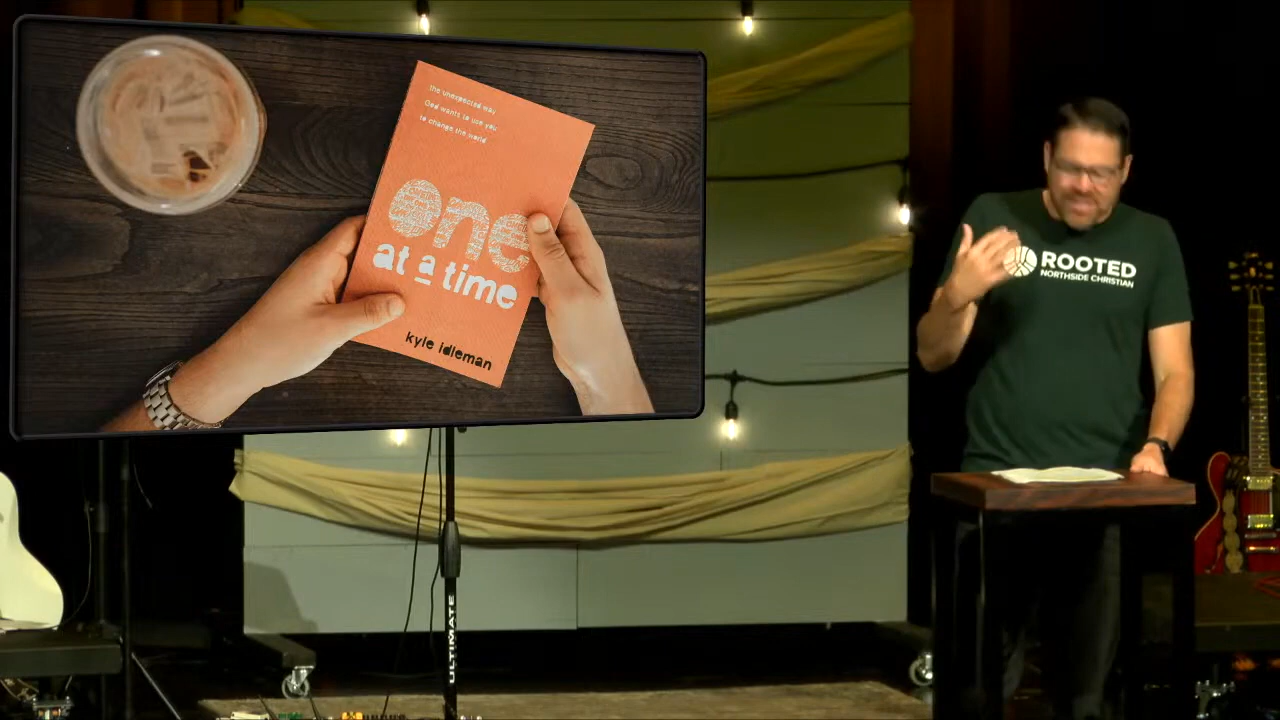 the unexpected way
God wants to use you
to change the world
one
at a time
kyle idleman
ROOTED
NORTHSIDE CHRISTIAN
ULTIMATE